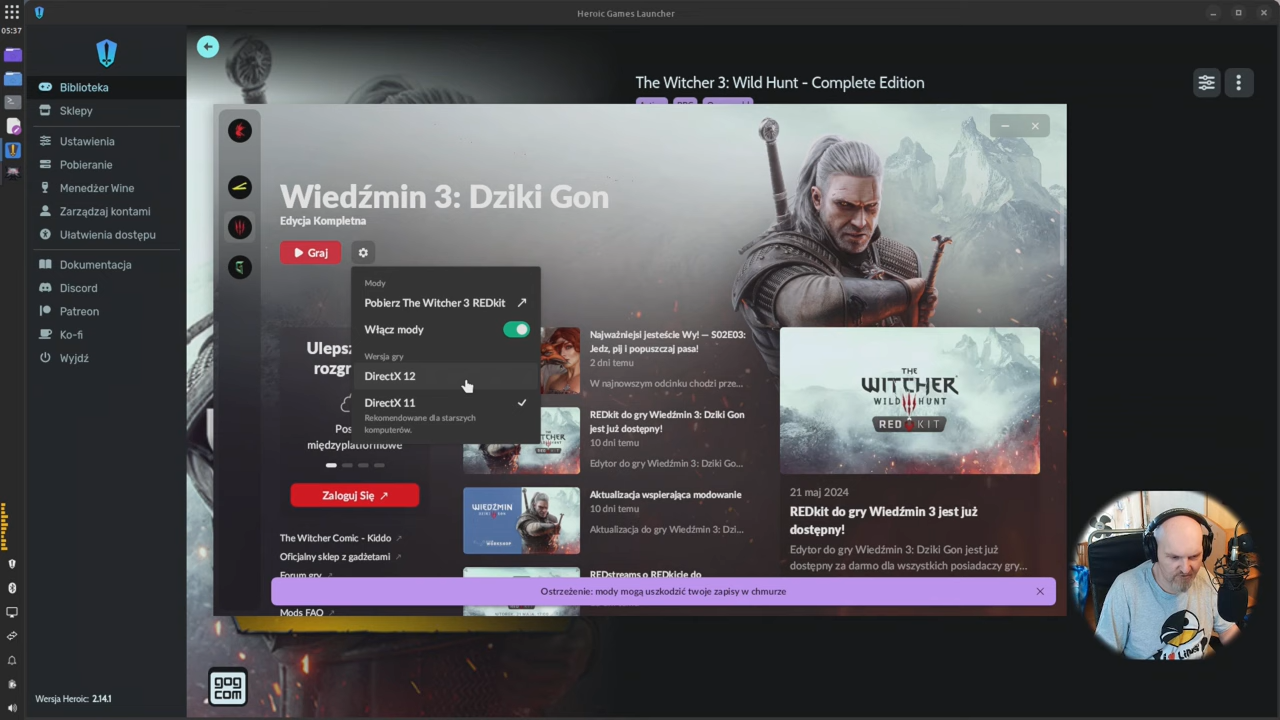 Heroic Games Launcher
05:37
Biblioteka
Sklepy
Ustawienia
Pobieranie
Menedżer Wine
Zarządzaj kontami
Ułatwienia dostępu
Dokumentacja
Discord
Patreon
Ko-fi
Wyjdź
Wersja Heroic: 2.14.1
The Witcher 3: Wild Hunt - Complete Edition
Wiedźmin 3: Dziki Gon
Edycja Kompletna
Graj
Mody
Pobierz The Witcher 3 REDkit
Włącz mody
Wersja gry
DirectX 12
DirectX 11
Rekomendowane dla starszych
komputerów.
międzyplatformowe
Zaloguj Się
The Witcher Comic - Kiddo
Oficjalny sklep z gadżetami
Forum gry
Mods FAQ
Najważniejsi jesteście Wy! — S02E03:
Jedz, pij i popuszczaj pasa!
2 dni temu
W najnowszym odcinku chodzi prze...
REDkit do gry Wiedźmin 3: Dziki Gon
jest już dostępny!
10 dni temu
Edytor do gry Wiedźmin 3: Dziki Go...
WIEDŹMIN
Aktualizacja wspierająca modowanie
10 dni temu
Aktualizacja do gry Wiedźmin 3: Dzi...
REDstreams o REDkicie do
THE
WITCHER
WILD HUNT
REDKIT
21 maj 2024
REDkit do gry Wiedźmin 3 jest już
dostępny!
Edytor do gry Wiedźmin 3: Dziki Gon jest już
dostępny za darmo dla wszystkich posiadaczy gry...
Ostrzeżenie: mody mogą uszkodzić twoje zapisy w chmurze
gog
com